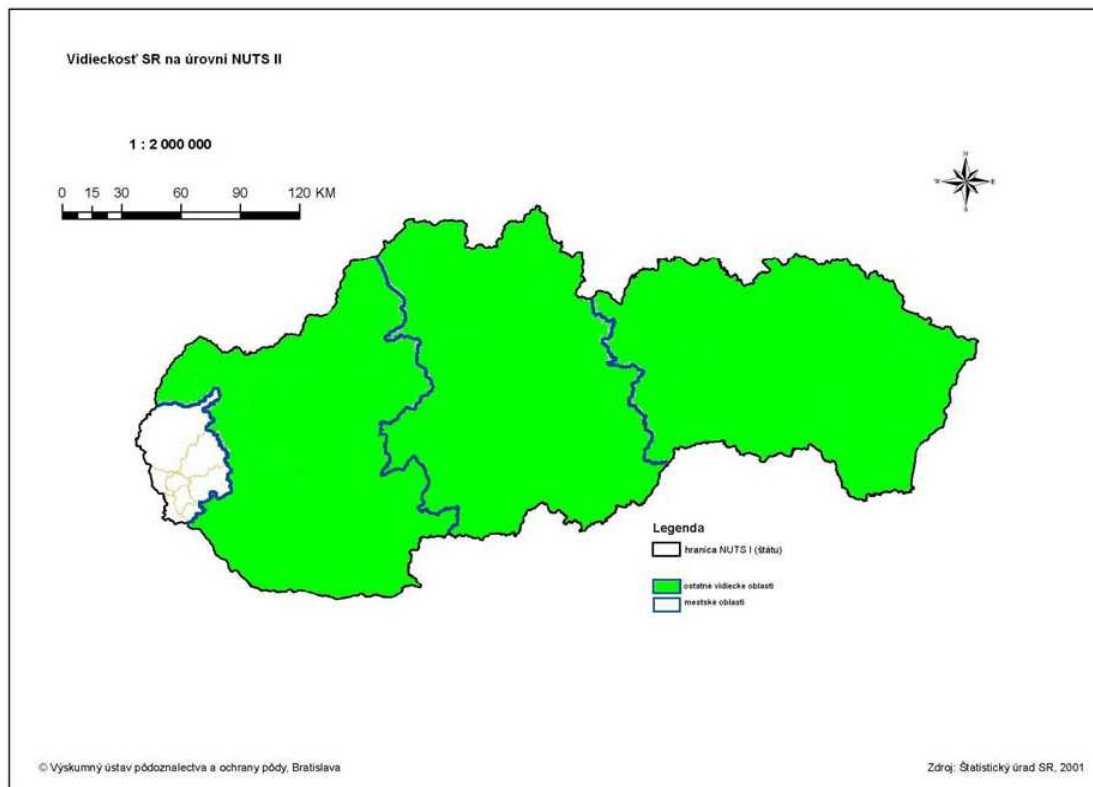 Vidieckosť SR na úrovni NUTS II
1 : 2 000 000
0 15 30 60 90 120 KM
N
W E
S
Legenda
hranica NUTS I (štátu)
ostatné vidiecke oblasti
mestské oblasti
© Výskumný ústav pôdoznalectva a ochrany pôdy, Bratislava
Zdroj: Štatistický úrad SR, 2001